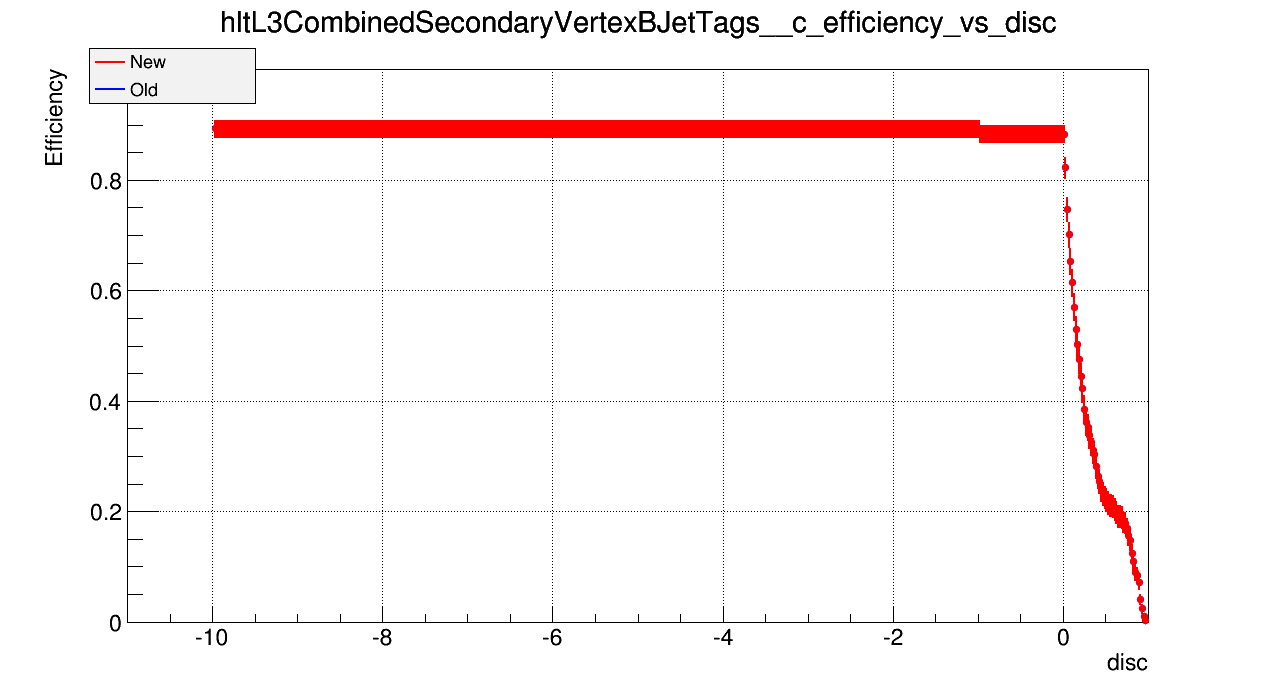 hltL3CombinedSecondaryVertexBJetTags__c_efficiency_vs_disc
New
Old
Efficiency
0.8
0.6
0.4
0.2
0
-10
-8
-6
-4
-2
0
disc